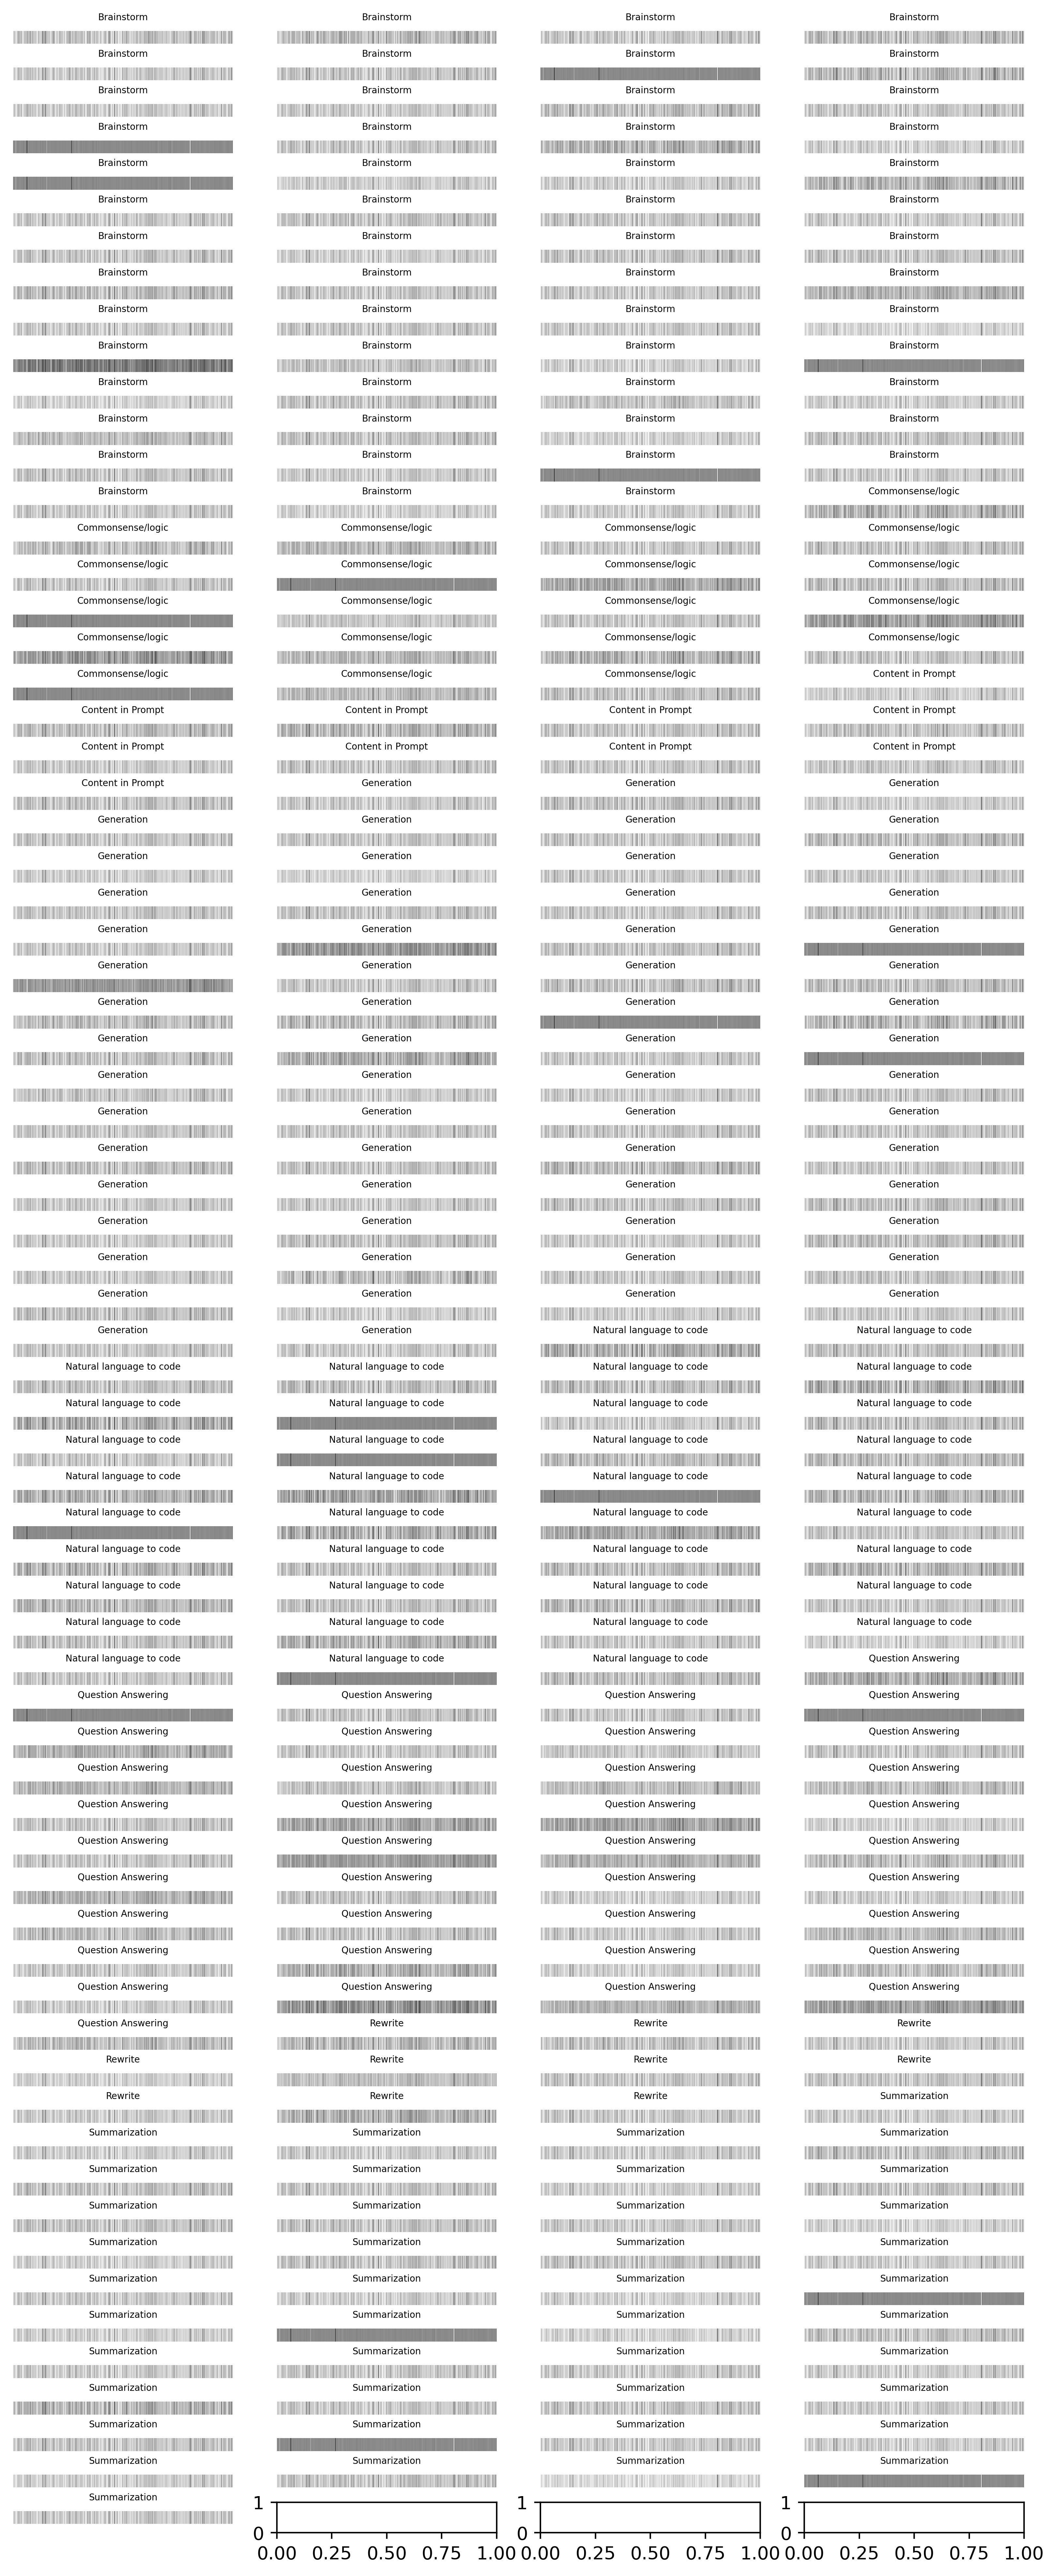 Brainstorm Brainstorm Brainstorm Brainstorm
Brainstorm Brainstorm Brainstorm Brainstorm
Brainstorm Brainstorm Brainstorm Brainstorm
Brainstorm Brainstorm Brainstorm Brainstorm
Brainstorm Brainstorm Brainstorm Brainstorm
Brainstorm Brainstorm Brainstorm Brainstorm
Brainstorm Brainstorm Brainstorm Brainstorm
Brainstorm Brainstorm Brainstorm Brainstorm
Brainstorm Brainstorm Brainstorm Brainstorm
Brainstorm Brainstorm Brainstorm Brainstorm
Brainstorm Brainstorm Brainstorm Brainstorm
Brainstorm Brainstorm Brainstorm Brainstorm
Brainstorm Brainstorm Brainstorm Brainstorm
Brainstorm Brainstorm Brainstorm Commonsense/logic
Commonsense/logic Commonsense/logic Commonsense/logic Commonsense/logic
Commonsense/logic Commonsense/logic Commonsense/logic Commonsense/logic
Commonsense/logic Commonsense/logic Commonsense/logic Commonsense/logic
Commonsense/logic Commonsense/logic Commonsense/logic Commonsense/logic
Commonsense/logic Commonsense/logic Commonsense/logic Content in Prompt
Content in Prompt Content in Prompt Content in Prompt Content in Prompt
Content in Prompt Content in Prompt Content in Prompt Content in Prompt
Content in Prompt Generation Generation Generation
Generation Generation Generation Generation
Generation Generation Generation Generation
Generation Generation Generation Generation
Generation Generation Generation Generation
Generation Generation Generation Generation
Generation Generation Generation Generation
Generation Generation Generation Generation
Generation Generation Generation Generation
Generation Generation Generation Generation
Generation Generation Generation Generation
Generation Generation Generation Generation
Generation Generation Generation Generation
Generation Generation Generation Generation
Generation Generation Generation Generation
Generation Generation Natural language to code Natural language to code
Natural language to code Natural language to code Natural language to code Natural language to code
Natural language to code Natural language to code Natural language to code Natural language to code
Natural language to code Natural language to code Natural language to code Natural language to code
Natural language to code Natural language to code Natural language to code Natural language to code
Natural language to code Natural language to code Natural language to code Natural language to code
Natural language to code Natural language to code Natural language to code Natural language to code
Natural language to code Natural language to code Natural language to code Natural language to code
Natural language to code Natural language to code Natural language to code Natural language to code
Natural language to code Natural language to code Natural language to code Question Answering
Question Answering Question Answering Question Answering Question Answering
Question Answering Question Answering Question Answering Question Answering
Question Answering Question Answering Question Answering Question Answering
Question Answering Question Answering Question Answering Question Answering
Question Answering Question Answering Question Answering Question Answering
Question Answering Question Answering Question Answering Question Answering
Question Answering Question Answering Question Answering Question Answering
Question Answering Question Answering Question Answering Question Answering
Question Answering Question Answering Question Answering Question Answering
Question Answering Rewrite Rewrite Rewrite
Rewrite Rewrite Rewrite Rewrite
Rewrite Rewrite Rewrite Summarization
Summarization Summarization Summarization Summarization
Summarization Summarization Summarization Summarization
Summarization Summarization Summarization Summarization
Summarization Summarization Summarization Summarization
Summarization Summarization Summarization Summarization
Summarization Summarization Summarization Summarization
Summarization Summarization Summarization Summarization
Summarization Summarization Summarization Summarization
Summarization Summarization Summarization Summarization
Summarization Summarization Summarization Summarization
Summarization
1 1 1
0 0 0
0.00 0.25 0.50 0.75 1.00 0.00 0.25 0.50 0.75 1.00 0.00 0.25 0.50 0.75 1.00